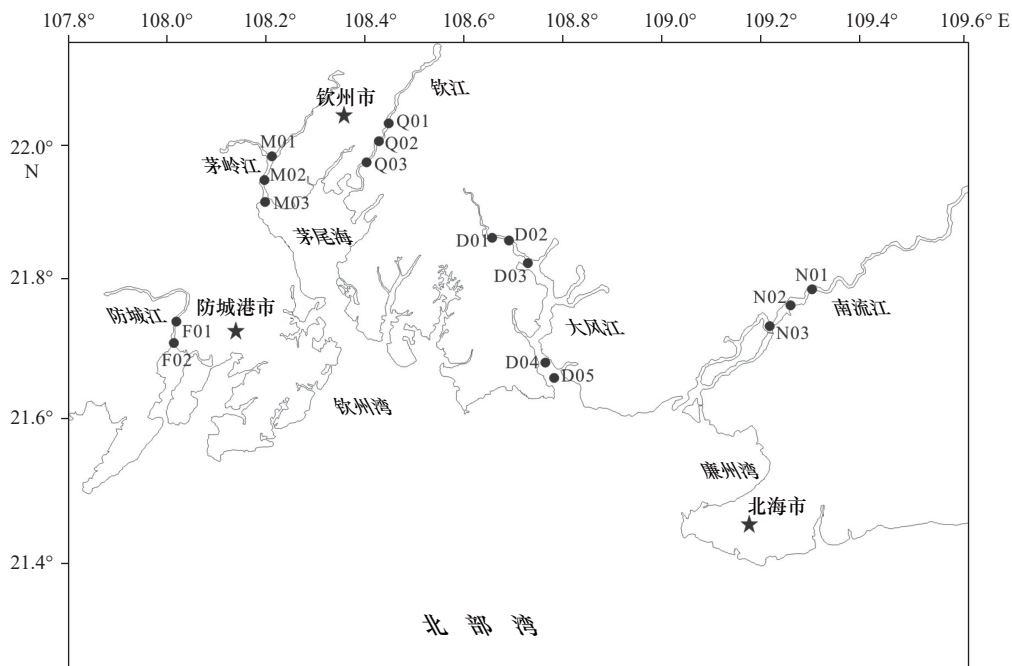 107.8° 108.0° 108.2° 108.4° 108.6° 108.8° 109.0° 109.2° 109.4° 109.6° E
钦江
钦州市
Q01
22.0°
N
M01
Q02
茅岭江
Q03
M02
M03
茅尾海
D01
D02
D03
21.8°
N01
N02
南流江
防城港市
防城江
F01
大风江
N03
F02
D04
D05
钦州湾
21.6°
廉州湾
北海市
21.4°
北部湾